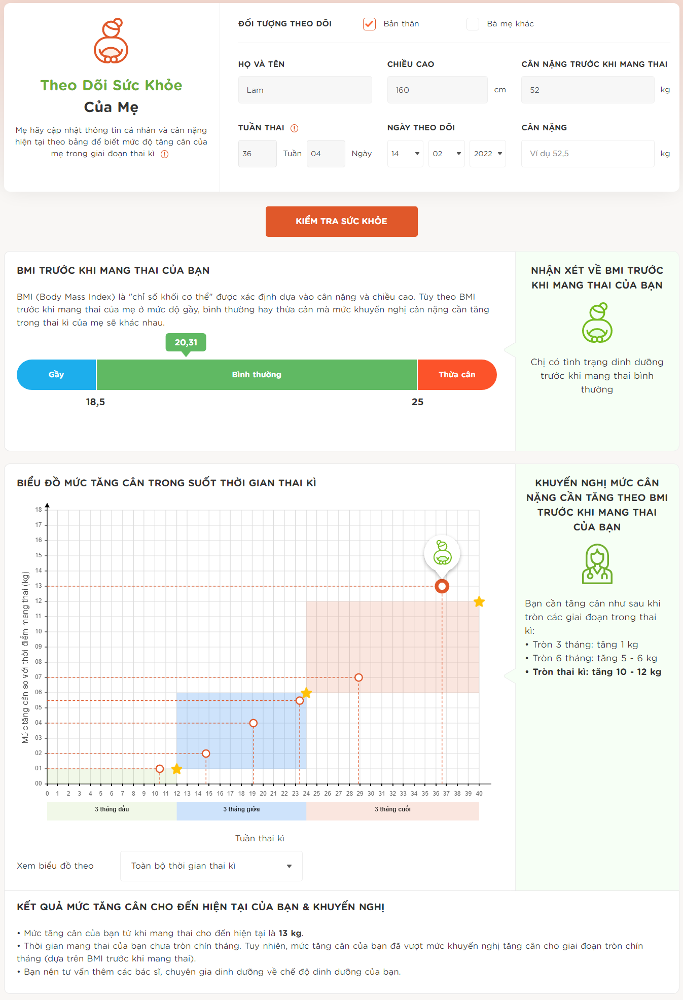 Theo Dõi Sức Khỏe
Của Mẹ
Mẹ hãy cập nhật thông tin cá nhân và cân nặng
hiện tại theo bảng để biết mức độ tăng cân của
mẹ trong giai đoạn thai kì
ĐỐI TƯỢNG THEO DÕI Bản thân Bà mẹ khác
HỌ VÀ TÊN CHIỀU CAO CÂN NẶNG TRƯỚC KHI MANG THAI
Lam 160 cm 52 kg
TUẦN THAI NGÀY THEO DÕI CÂN NẶNG
36 Tuần 04 Ngày 14 02 2022 Ví dụ 52,5 kg
KIỂM TRA SỨC KHỎE
BMI TRƯỚC KHI MANG THAI CỦA BẠN
BMI (Body Mass Index) là "chỉ số khối cơ thể" được xác định dựa vào cân nặng và chiều cao. Tùy theo BMI
trước khi mang thai của mẹ ở mức độ gầy, bình thường hay thừa cân mà mức khuyến nghị cân nặng cần tăng
trong thai kì của mẹ sẽ khác nhau.
20,31
Gầy Bình thường Thừa cân
18,5 25
NHẬN XÉT VỀ BMI TRƯỚC
KHI MANG THAI CỦA BẠN
Chị có tình trạng dinh dưỡng
trước khi mang thai bình
thường
BIỂU ĐỒ MỨC TĂNG CÂN TRONG SUỐT THỜI GIAN THAI KÌ
Mức tăng cân so với thời điểm mang thai (kg)
18
17
16
15
14
13
12
11
10
09
08
07
06
05
04
03
02
01
00
0 1 2 3 4 5 6 7 8 9 10 11 12 13 14 15 16 17 18 19 20 21 22 23 24 25 26 27 28 29 30 31 32 33 34 35 36 37 38 39 40
3 tháng đầu 3 tháng giữa 3 tháng cuối
Tuần thai kì
Xem biểu đồ theo Toàn bộ thời gian thai kì
KHUYẾN NGHỊ MỨC CÂN
NẶNG CẦN TĂNG THEO BMI
TRƯỚC KHI MANG THAI
CỦA BẠN
Bạn cần tăng cân như sau khi
tròn các giai đoạn trong thai
kì:
• Tròn 3 tháng: tăng 1 kg
• Tròn 6 tháng: tăng 5 - 6 kg
• Tròn thai kì: tăng 10 - 12 kg
KẾT QUẢ MỨC TĂNG CÂN CHO ĐẾN HIỆN TẠI CỦA BẠN & KHUYẾN NGHỊ
• Mức tăng cân của bạn từ khi mang thai cho đến hiện tại là 13 kg.
• Thời gian mang thai của bạn chưa tròn chín tháng. Tuy nhiên, mức tăng cân của bạn đã vượt mức khuyến nghị tăng cân cho giai đoạn tròn chín
tháng (dựa trên BMI trước khi mang thai).
• Bạn nên tư vấn thêm các bác sĩ, chuyên gia dinh dưỡng về chế độ dinh dưỡng của bạn.